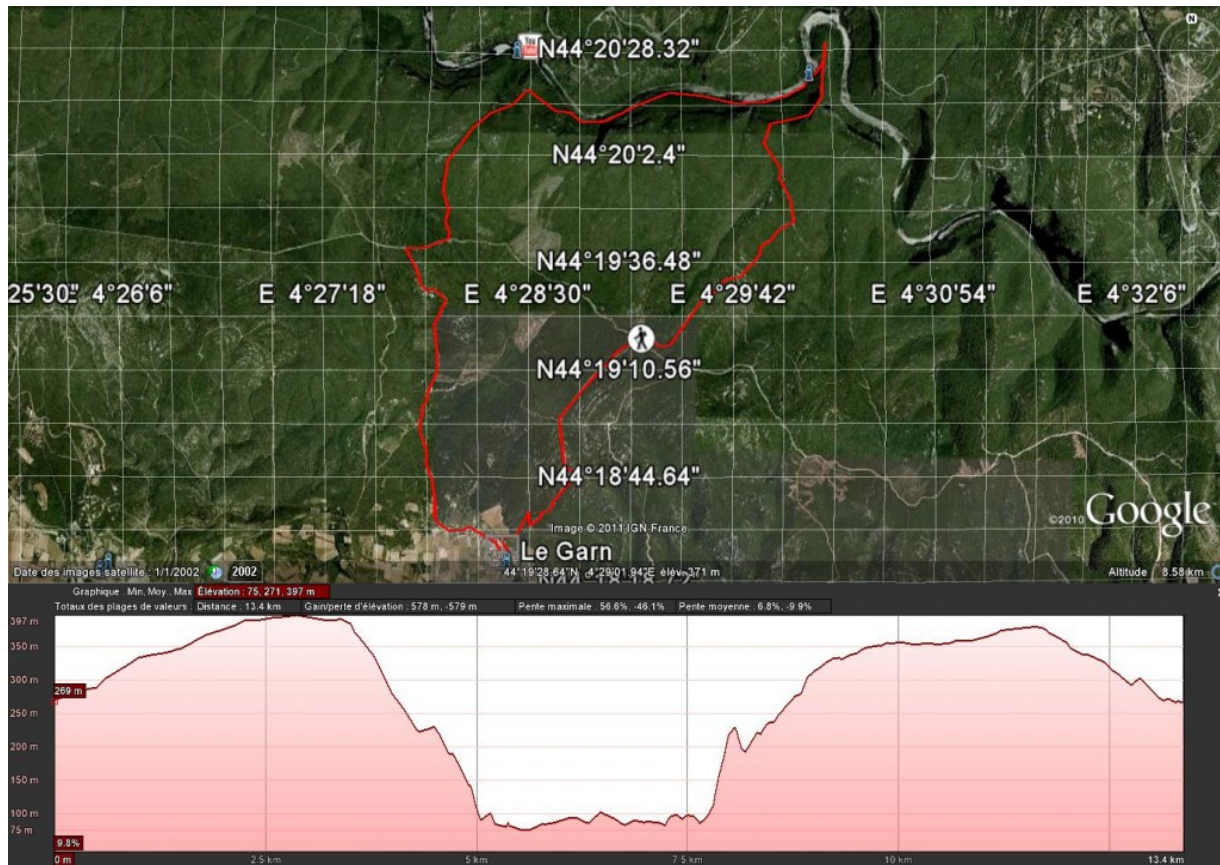 N
You
Tube
N44°20'28.32"
N44°20'2.4"
N44°19'36.48"
25'30" 4°26'6" E 4°27'18" E 4°28'30" E 4°29'42" E 4°30'54" E 4°32'6"
N44°19'10.56"
N44°18'44.64"
Image © 2011 IGN-France
©2010 Google
Le Garn
Date des images satellite : 1/1/2002 2002 44°19'28.64"N 4°29'01.94"E élév. 371 m Altitude 8.58 km
Graphique : Min, Moy., Max Élévation : 75, 271, 397 m
Totaux des plages de valeurs : Distance : 13.4 km Gain/perte d'élévation : 578 m, -579 m Pente maximale : 56.6%, -46.1% Pente moyenne : 6.8%, -9.9%
397 m
350 m
300 m
269 m
250 m
200 m
150 m
100 m
75 m
9.8%
0 m 2.5 km 5 km 7.5 km 10 km 13.4 km